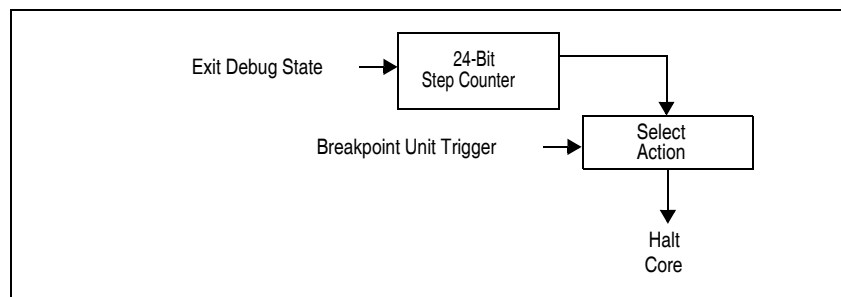 24-Bit
Step Counter
Exit Debug State
Select
Action
Breakpoint Unit Trigger
Halt
Core